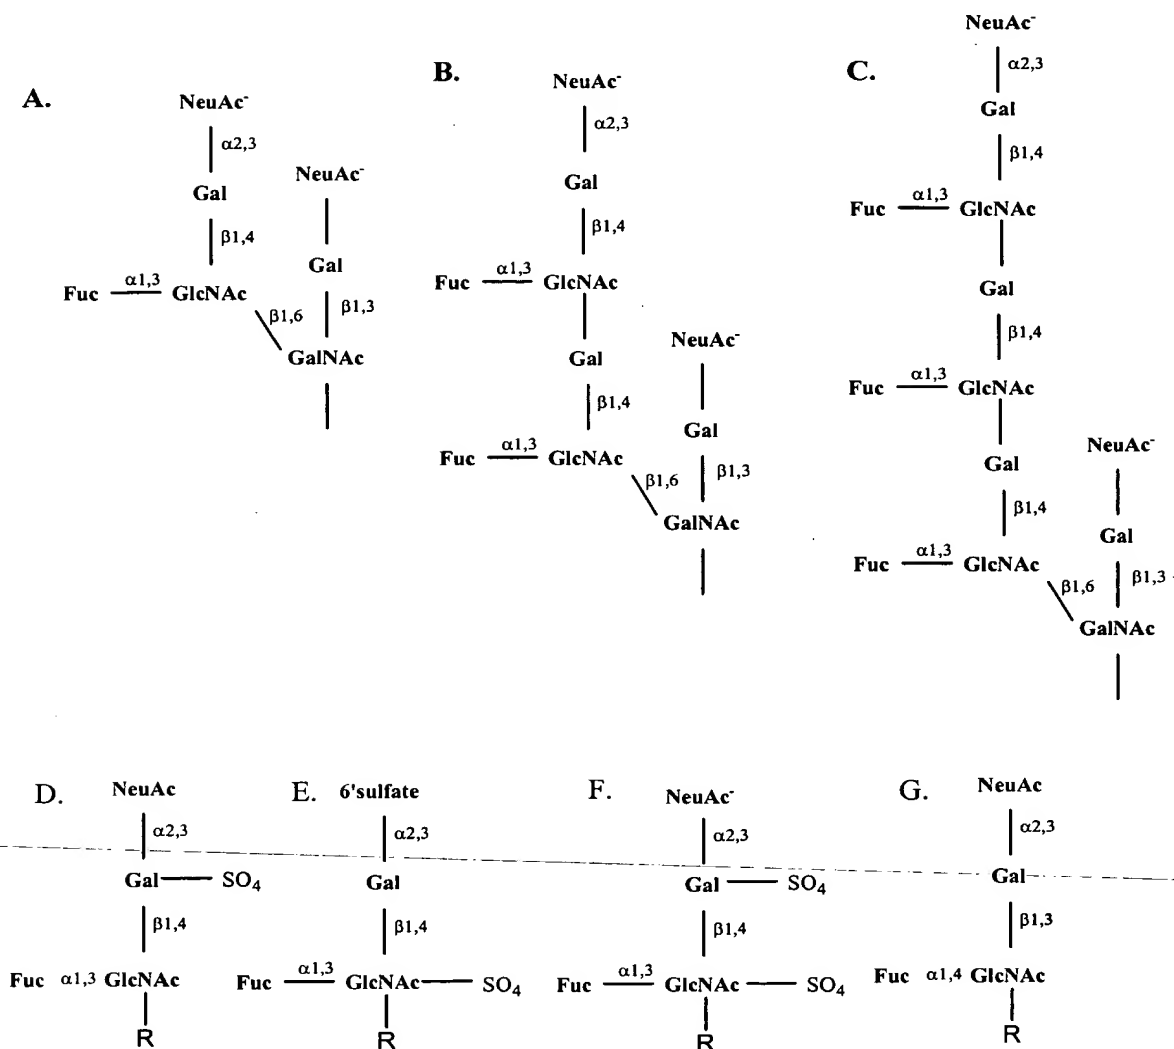 A.
NeuAc-
α2,3
Gal
NeuAc-
β1,4
Gal
Fuc α1,3 GlcNAc
β1,6
β1,3
GalNAc
B.
NeuAc-
α2,3
Gal
β1,4
Fuc α1,3 GlcNAc
Gal
NeuAc-
β1,4
Gal
Fuc α1,3 GlcNAc
β1,6
β1,3
GalNAc
C.
NeuAc-
α2,3
Gal
β1,4
Fuc α1,3 GlcNAc
Gal
β1,4
Fuc α1,3 GlcNAc
Gal
NeuAc-
β1,4
Gal
Fuc α1,3 GlcNAc
β1,6
β1,3
GalNAc
D.
NeuAc
α2,3
Gal SO4
β1,4
Fuc α1,3 GlcNAc
R
E.
6'sulfate
α2,3
Gal
β1,4
Fuc α1,3 GlcNAc SO4
R
F.
NeuAc-
α2,3
Gal SO4
β1,4
Fuc α1,3 GlcNAc SO4
R
G.
NeuAc
α2,3
Gal
β1,3
Fuc α1,4 GlcNAc
R